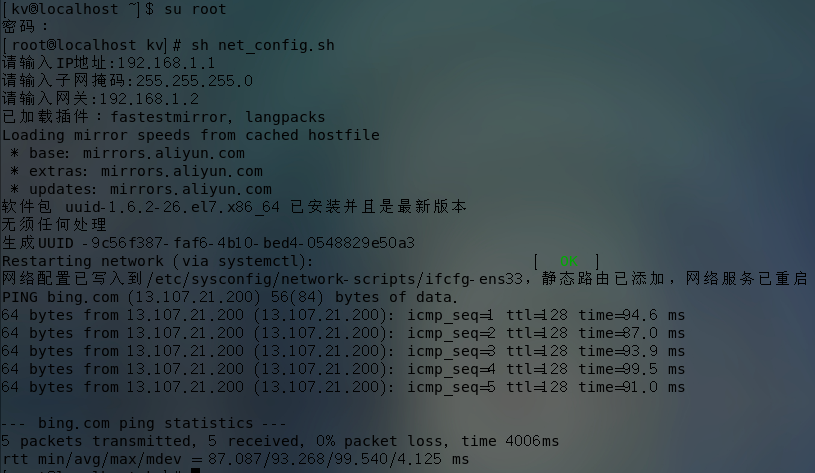 [kv@localhost ~]$ su root
密码：
[root@localhost kv]# sh net_config.sh
请输入IP地址:192.168.1.1
请输入子网掩码:255.255.255.0
请输入网关:192.168.1.2
已加载插件：fastestmirror, langpacks
Loading mirror speeds from cached hostfile
 * base: mirrors.aliyun.com
 * extras: mirrors.aliyun.com
 * updates: mirrors.aliyun.com
软件包 uuid-1.6.2-26.el7.x86_64 已安装并且是最新版本
无须任何处理
生成UUID -9c56f387-faf6-4b10-bed4-0548829e50a3
Restarting network (via systemctl): [ OK ]
网络配置已写入到/etc/sysconfig/network-scripts/ifcfg-ens33，静态路由已添加，网络服务已重启
PING bing.com (13.107.21.200) 56(84) bytes of data.
64 bytes from 13.107.21.200 (13.107.21.200): icmp_seq=1 ttl=128 time=94.6 ms
64 bytes from 13.107.21.200 (13.107.21.200): icmp_seq=2 ttl=128 time=87.0 ms
64 bytes from 13.107.21.200 (13.107.21.200): icmp_seq=3 ttl=128 time=93.9 ms
64 bytes from 13.107.21.200 (13.107.21.200): icmp_seq=4 ttl=128 time=99.5 ms
64 bytes from 13.107.21.200 (13.107.21.200): icmp_seq=5 ttl=128 time=91.0 ms
--- bing.com ping statistics ---
5 packets transmitted, 5 received, 0% packet loss, time 4006ms
rtt min/avg/max/mdev = 87.087/93.268/99.540/4.125 ms